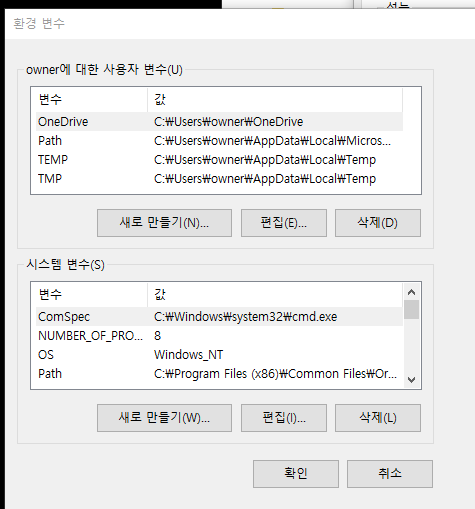 성능
환경 변수
owner에 대한 사용자 변수(U)
변수 값
OneDrive C:₩Users₩owner₩OneDrive
Path C:₩Users₩owner₩AppData₩Local₩Micros...
TEMP C:₩Users₩owner₩AppData₩Local₩Temp
TMP C:₩Users₩owner₩AppData₩Local₩Temp
새로 만들기(N)... 편집(E)... 삭제(D)
시스템 변수(S)
변수 값
ComSpec C:₩Windows₩system32₩cmd.exe
NUMBER_OF_PRO... 8
OS Windows_NT
Path C:₩Program Files (x86)₩Common Files₩Or...
새로 만들기(W)... 편집(I)... 삭제(L)
확인 취소